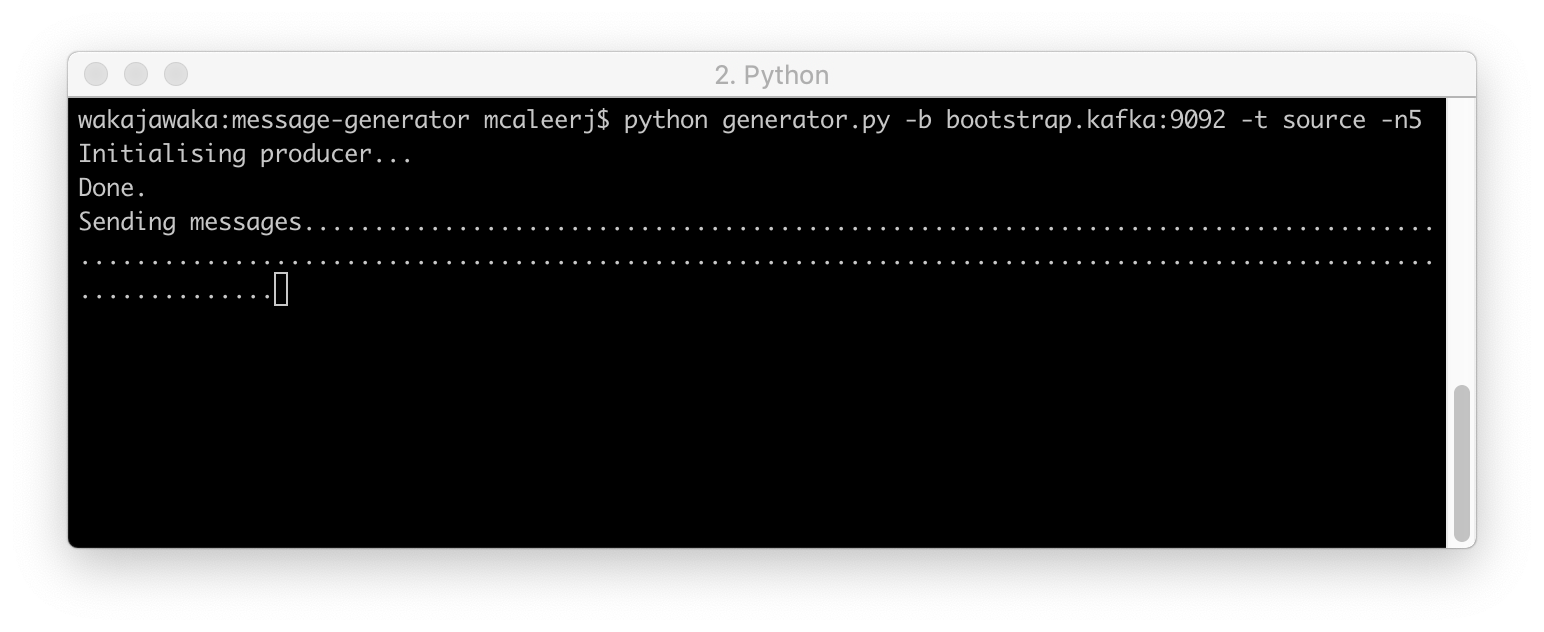 2. Python
wakajawaka:message-generator mcaleerj$ python generator.py -b bootstrap.kafka:9092 -t source -n5
Initialising producer...
Done.
Sending messages.................................................................................
.................................................................................................
..............